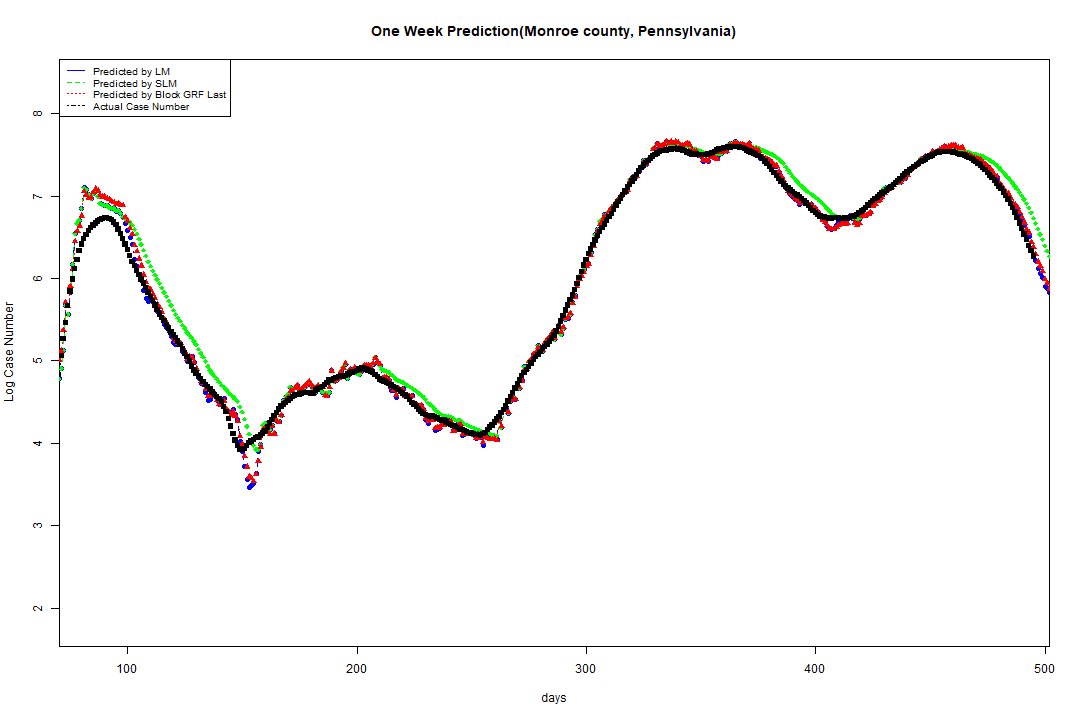 One Week Prediction(Monroe county, Pennsylvania)
Predicted by LM
Predicted by SLM
Predicted by Block GRF Last
Actual Case Number
8
7
6
5
4
3
2
Log Case Number
100 200 300 400 500
days